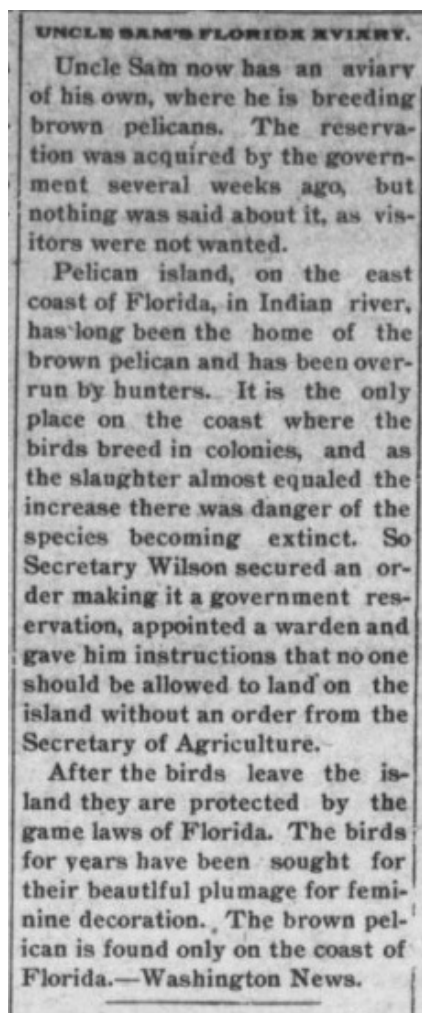 UNCLE SAM'S FLORIDA AVIARY.
Uncle Sam now has an aviary
of his own, where he is breeding
brown pelicans. The reserva-
tion was acquired by the govern-
ment several weeks ago, but
nothing was said about it, as vis-
itors were not wanted.
Pelican island, on the east
coast of Florida, in Indian river,
has long been the home of the
brown pelican and has been over-
run by hunters. It is the only
place on the coast where the
birds breed in colonies, and as
the slaughter almost equaled the
increase there was danger of the
species becoming extinct. So
Secretary Wilson secured an or-
der making it a government res-
ervation, appointed a warden and
gave him instructions that no one
should be allowed to land on the
island without an order from the
Secretary of Agriculture.
After the birds leave the is-
land they are protected by the
game laws of Florida. The birds
for years have been sought for
their beautiful plumage for femi-
nine decoration. The brown pel-
ican is found only on the coast of
Florida.—Washington News.